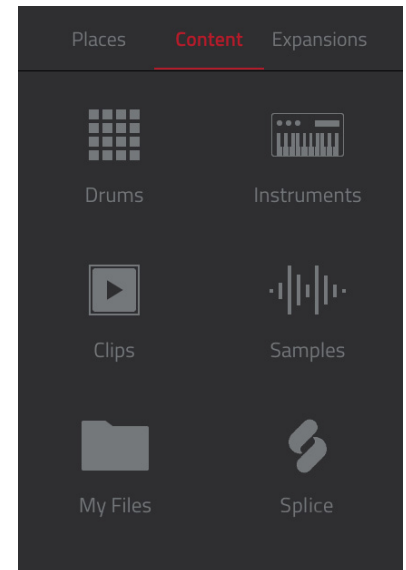 Places Content Expansions
Drums Instruments
Clips Samples
My Files Splice